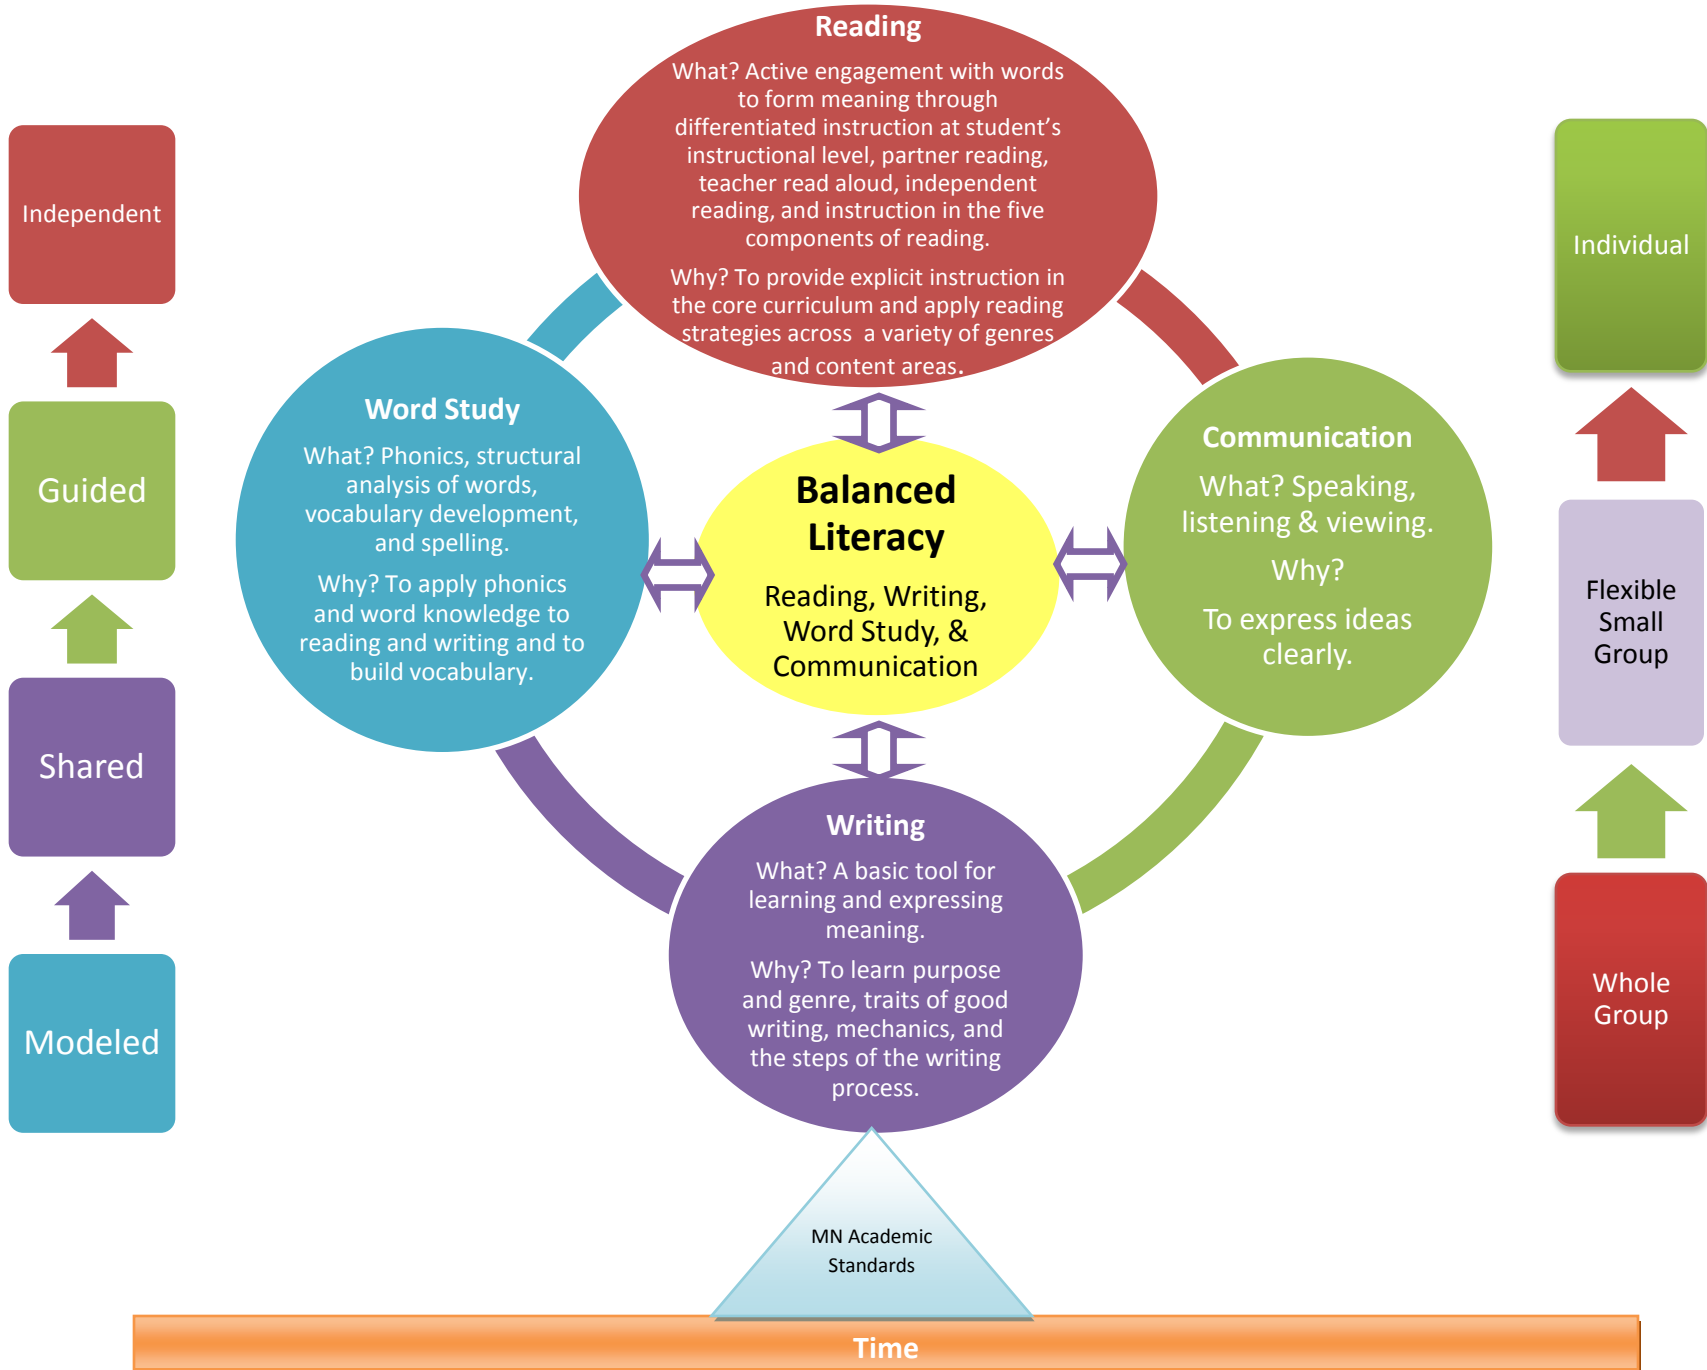 Reading
What? Active engagement with words
to form meaning through
differentiated instruction at student's
instructional level, partner reading,
teacher read aloud, independent
reading, and instruction in the five
components of reading.
Why? To provide explicit instruction in
the core curriculum and apply reading
strategies across a variety of genres
and content areas.
Independent
Guided
Shared
Modeled
Word Study
What? Phonics, structural
analysis of words,
vocabulary development,
and spelling.
Why? To apply phonics
and word knowledge to
reading and writing and to
build vocabulary.
Balanced
Literacy
Reading, Writing,
Word Study, &
Communication
Communication
What? Speaking,
listening & viewing.
Why?
To express ideas
clearly.
Individual
Flexible
Small
Group
Whole
Group
Writing
What? A basic tool for
learning and expressing
meaning.
Why? To learn purpose
and genre, traits of good
writing, mechanics, and
the steps of the writing
process.
MN Academic
Standards
Time